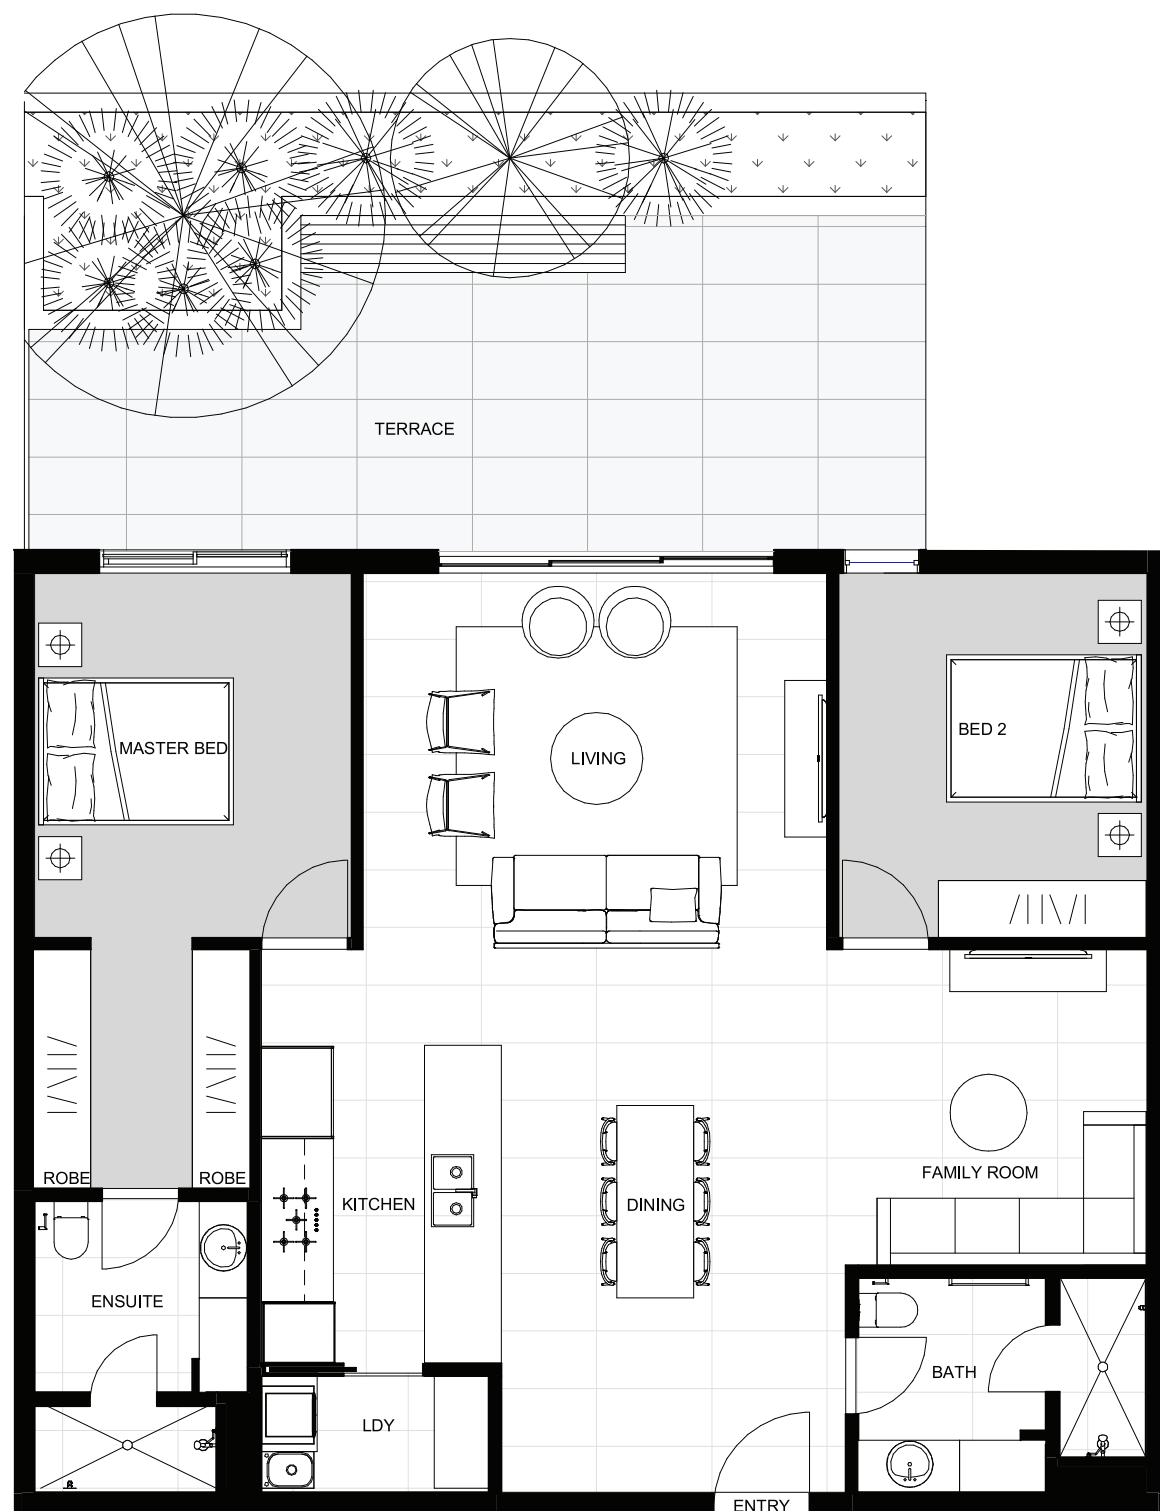 TERRACE
MASTER BED
LIVING
BED 2
ROBE
ROBE
KITCHEN
DINING
FAMILY ROOM
ENSUITE
LDY
BATH
ENTRY